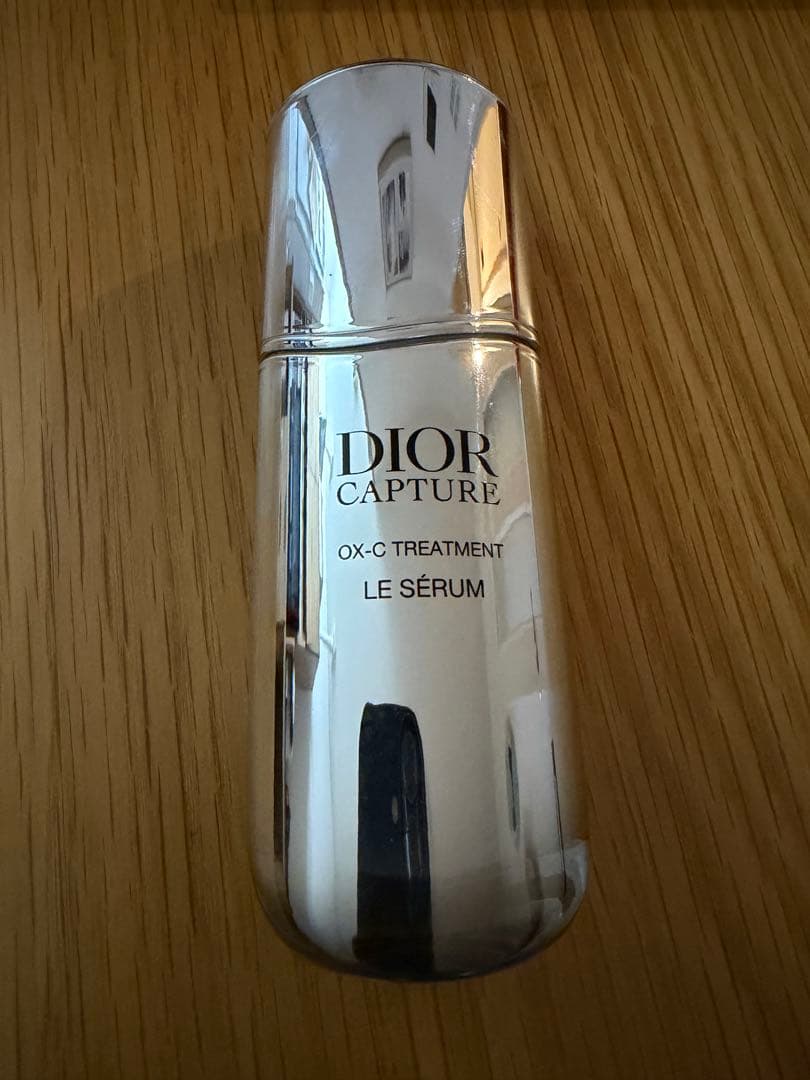 DIOR
CAPTURE
OX-C TREATMENT
LE SÉRUM